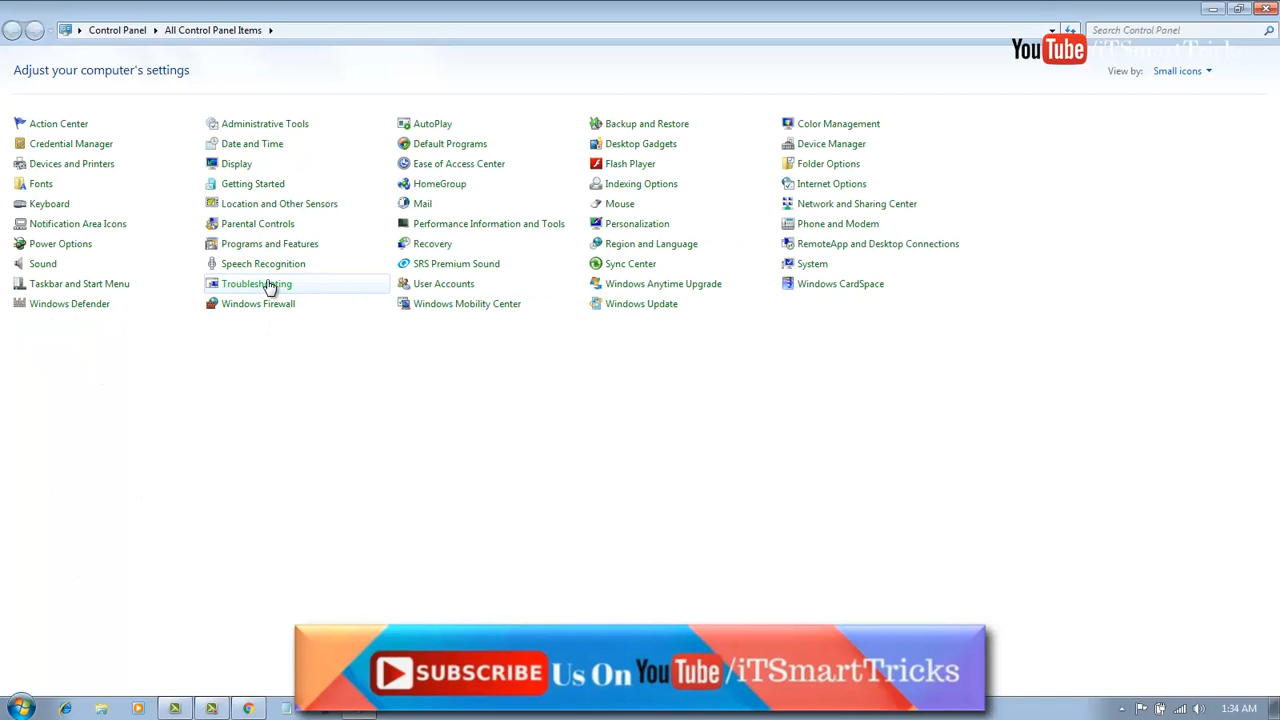 Control Panel All Control Panel Items Search Control Panel
YouTube/iTSmartTricks
Adjust your computer's settings View by: Small icons
Action Center Administrative Tools AutoPlay Backup and Restore Color Management
Credential Manager Date and Time Default Programs Desktop Gadgets Device Manager
Devices and Printers Display Ease of Access Center Flash Player Folder Options
Fonts Getting Started HomeGroup Indexing Options Internet Options
Keyboard Location and Other Sensors Mail Mouse Network and Sharing Center
Notification Area Icons Parental Controls Performance Information and Tools Personalization Phone and Modem
Power Options Programs and Features Recovery Region and Language RemoteApp and Desktop Connections
Sound Speech Recognition SRS Premium Sound Sync Center System
Taskbar and Start Menu Troubleshooting User Accounts Windows Anytime Upgrade Windows CardSpace
Windows Defender Windows Firewall Windows Mobility Center Windows Update
SUBSCRIBE Us On YouTube/iTSmartTricks
1:34 AM